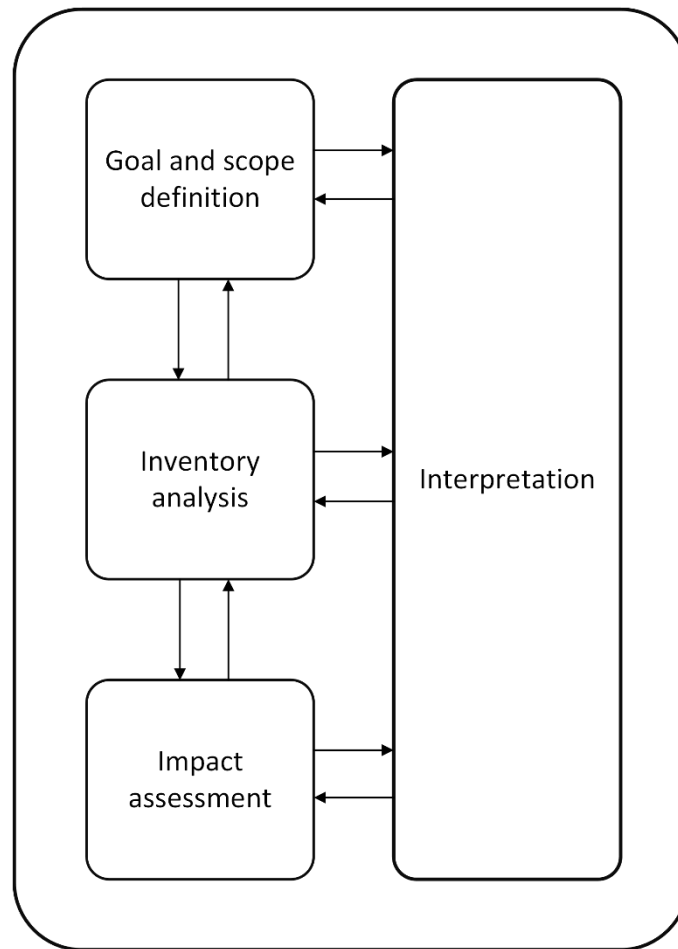 Goal and scope
definition
Inventory
analysis
Interpretation
Impact
assessment